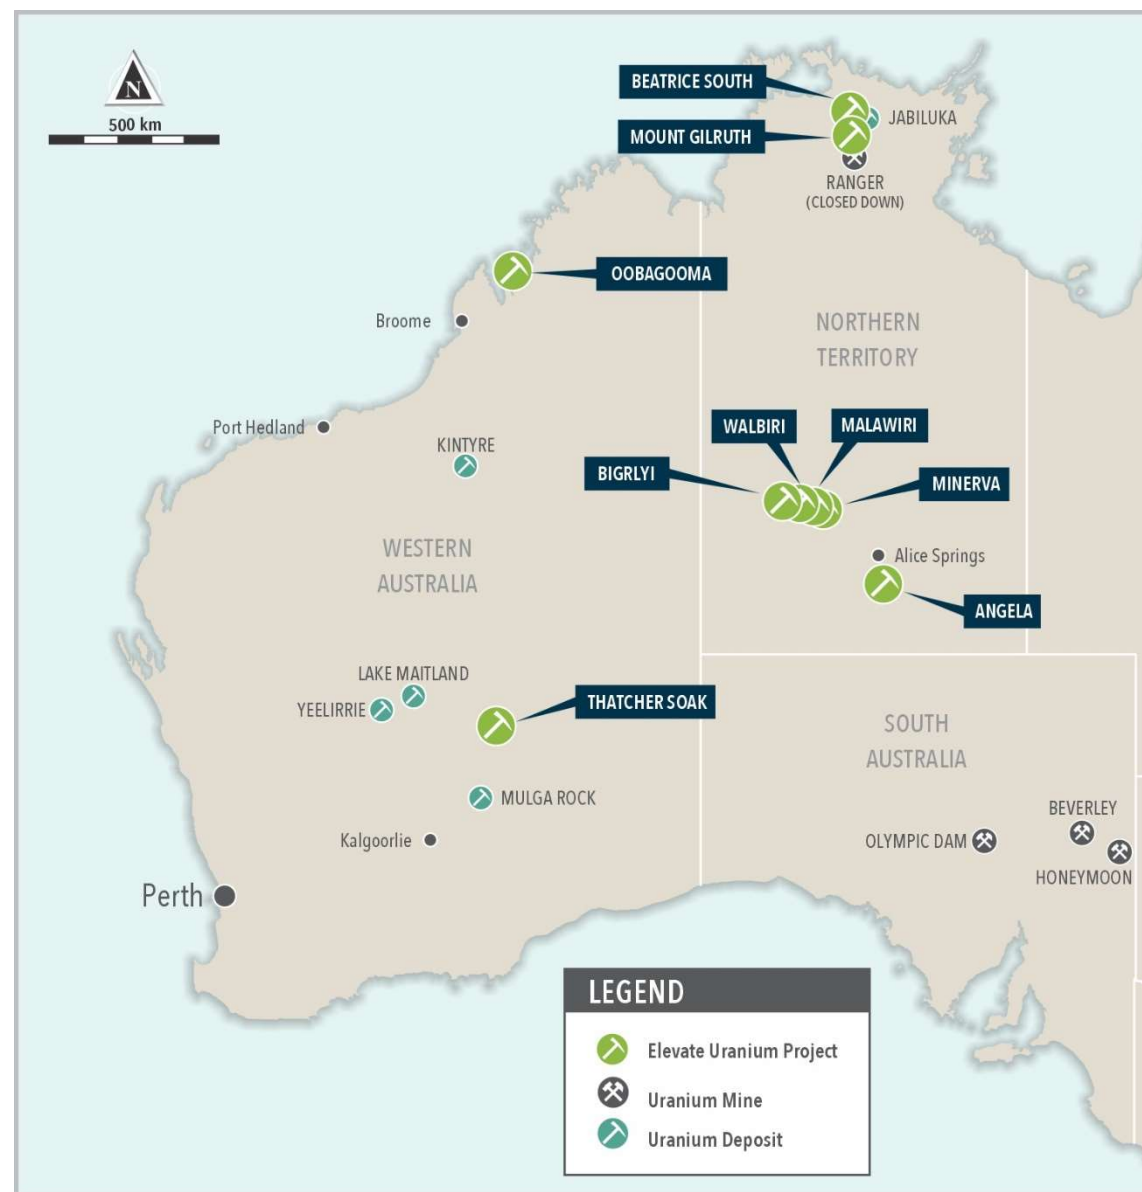 BEATRICE SOUTH
N
500 km
JABILUKA
MOUNT GILRUTH
RANGER
(CLOSED DOWN)
OOBAGOOMA
Broome
NORTHERN
TERRITORY
Port Hedland
WALBIRI
MALAWIRI
KINTYRE
BIGRLYI
MINERVA
WESTERN
AUSTRALIA
Alice Springs
ANGELA
LAKE MAITLAND
YEELIRRIE
THATCHER SOAK
SOUTH
AUSTRALIA
MULGA ROCK
BEVERLEY
Kalgoorlie
OLYMPIC DAM
HONEYMOON
Perth
LEGEND
Elevate Uranium Project
Uranium Mine
Uranium Deposit